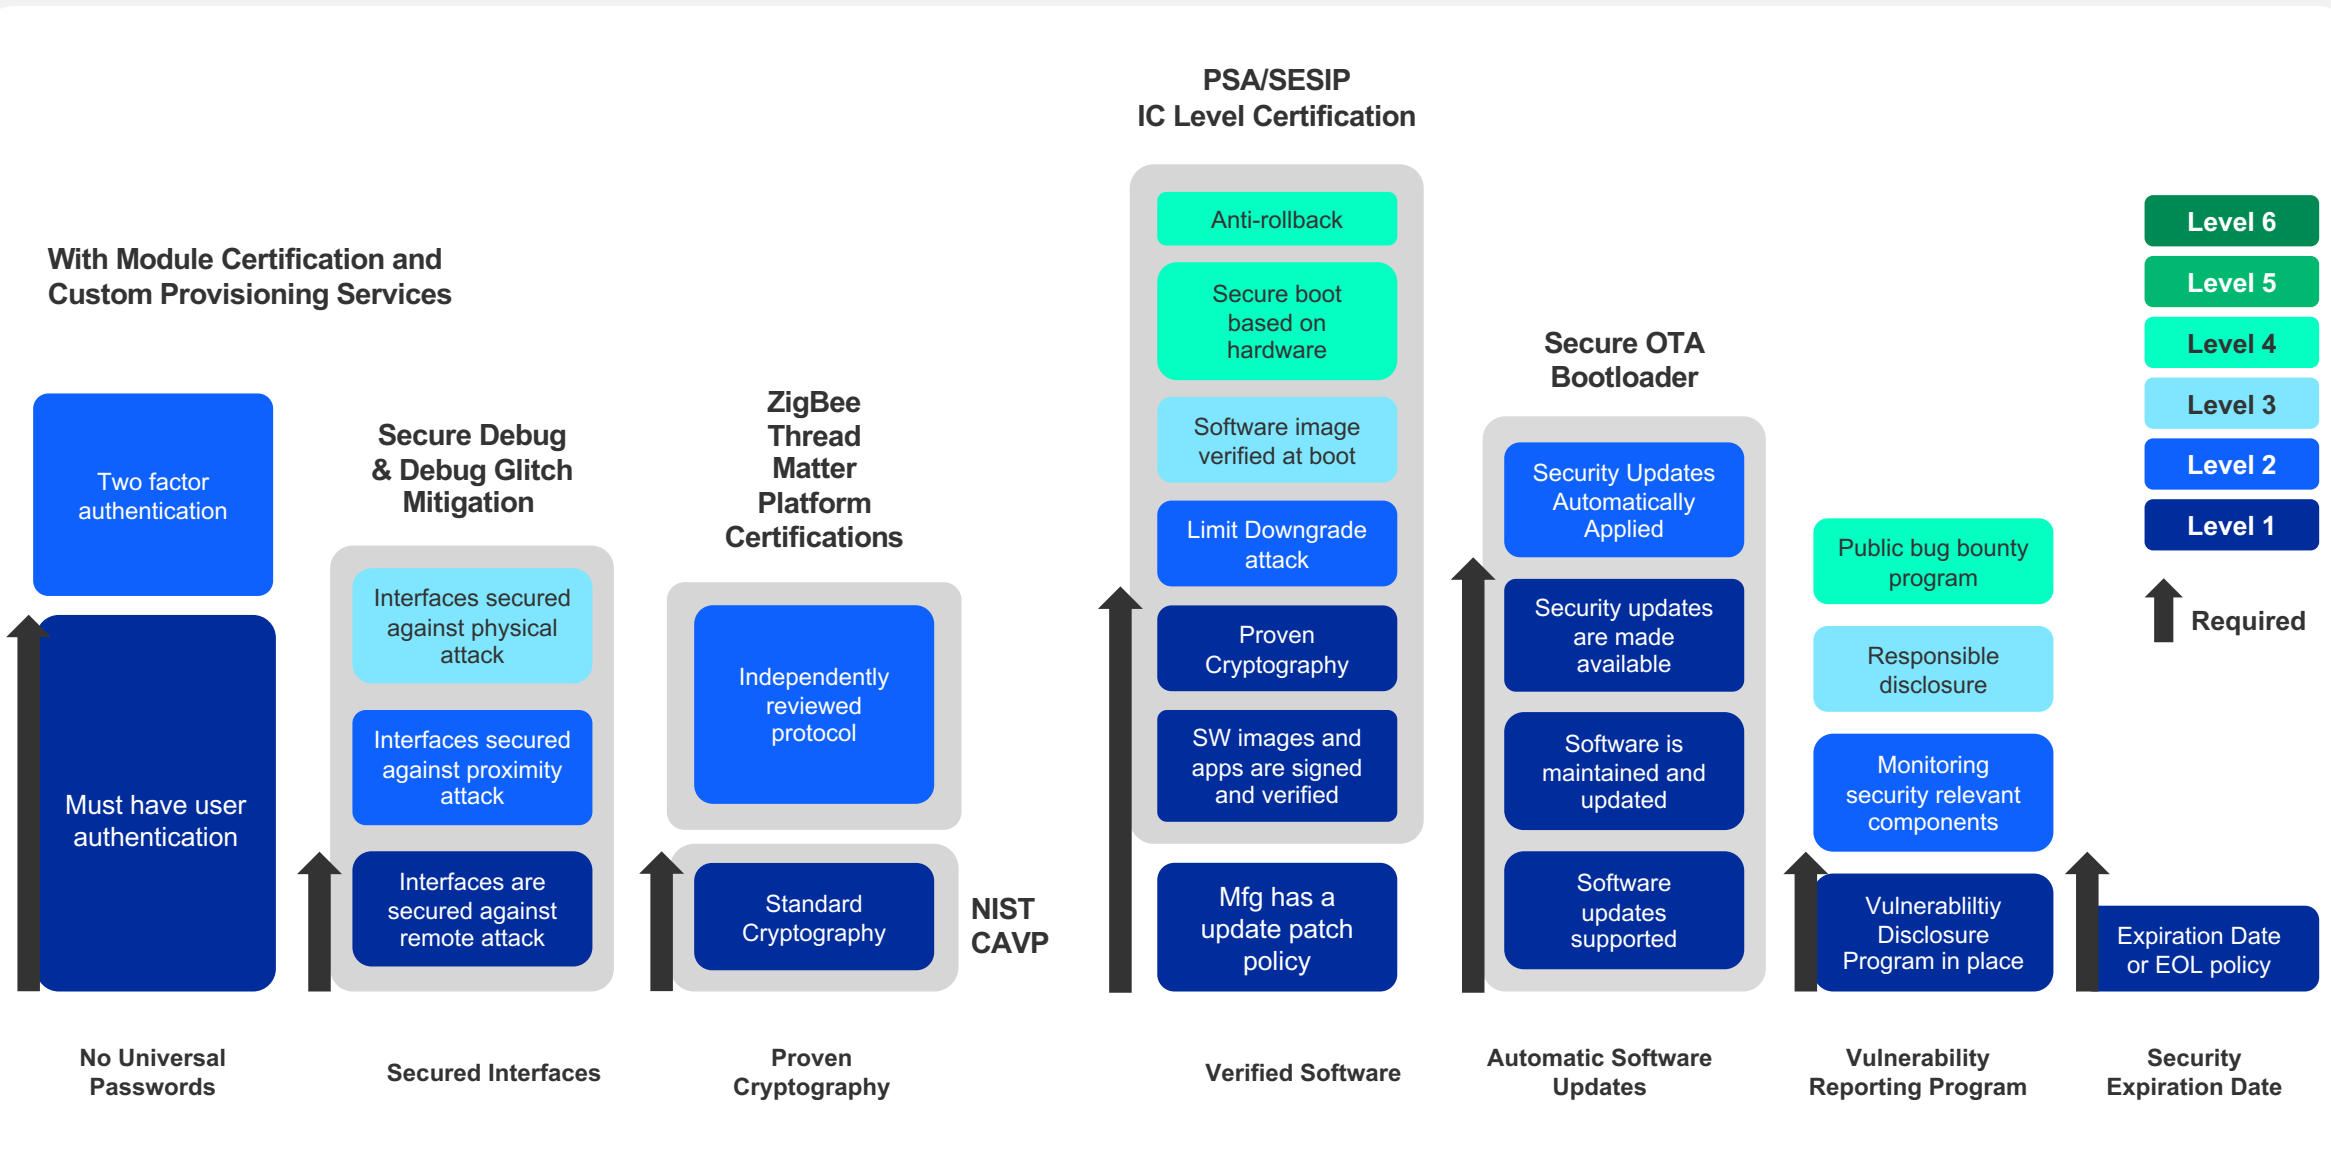 PSA/SESIP
IC Level Certification
With Module Certification and
Custom Provisioning Services
Two factor
authentication
Must have user
authentication
No Universal
Passwords
Secure Debug
& Debug Glitch
Mitigation
Interfaces secured
against physical
attack
Interfaces secured
against proximity
attack
Interfaces are
secured against
remote attack
Secured Interfaces
ZigBee
Thread
Matter
Platform
Certifications
Independently
reviewed
protocol
Standard
Cryptography
NIST
CAVP
Proven
Cryptography
Anti-rollback
Secure boot
based on
hardware
Software image
verified at boot
Limit Downgrade
attack
Proven
Cryptography
SW images and
apps are signed
and verified
Mfg has a
update patch
policy
Verified Software
Secure OTA
Bootloader
Security Updates
Automatically
Applied
Security updates
are made
available
Software is
maintained and
updated
Software
updates
supported
Automatic Software
Updates
Public bug bounty
program
Responsible
disclosure
Monitoring
security relevant
components
Vulnerabliltiy
Disclosure
Program in place
Vulnerability
Reporting Program
Level 6
Level 5
Level 4
Level 3
Level 2
Level 1
Required
Expiration Date
or EOL policy
Security
Expiration Date